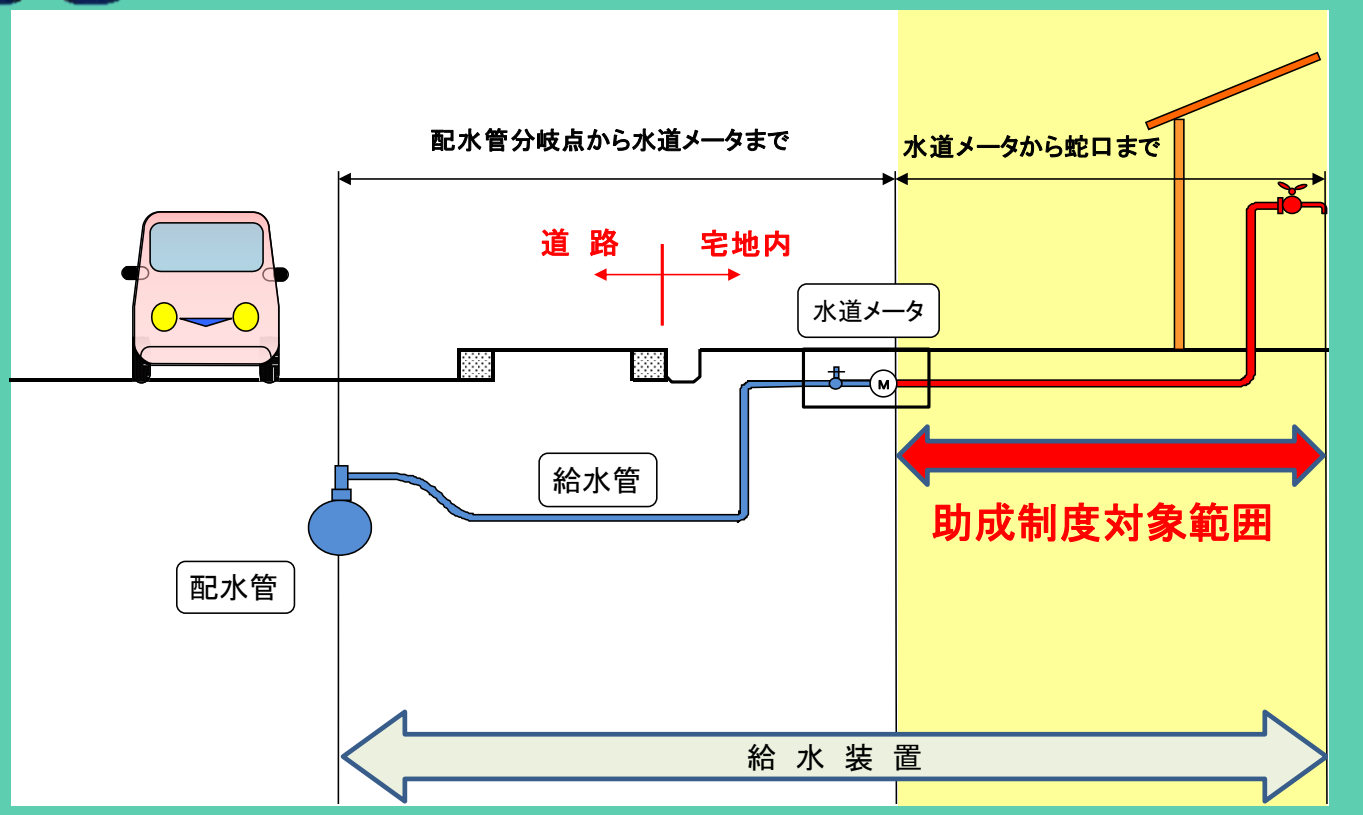 配水管分岐点から水道メータまで
水道メータから蛇口まで
道 路
宅地内
水道メータ
M
給水管
助成制度対象範囲
配水管
給 水 装 置